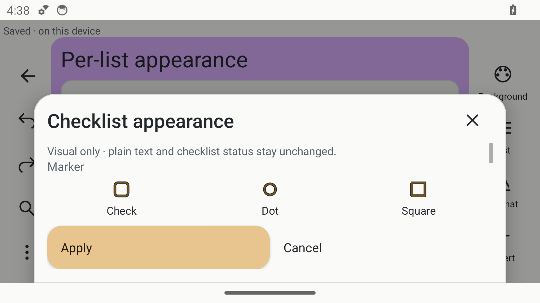 4:38
Saved · on this device
Per-list appearance
Background
Checklist appearance
Visual only · plain text and checklist status stay unchanged.
Marker
Check
Dot
Square
Apply
Cancel